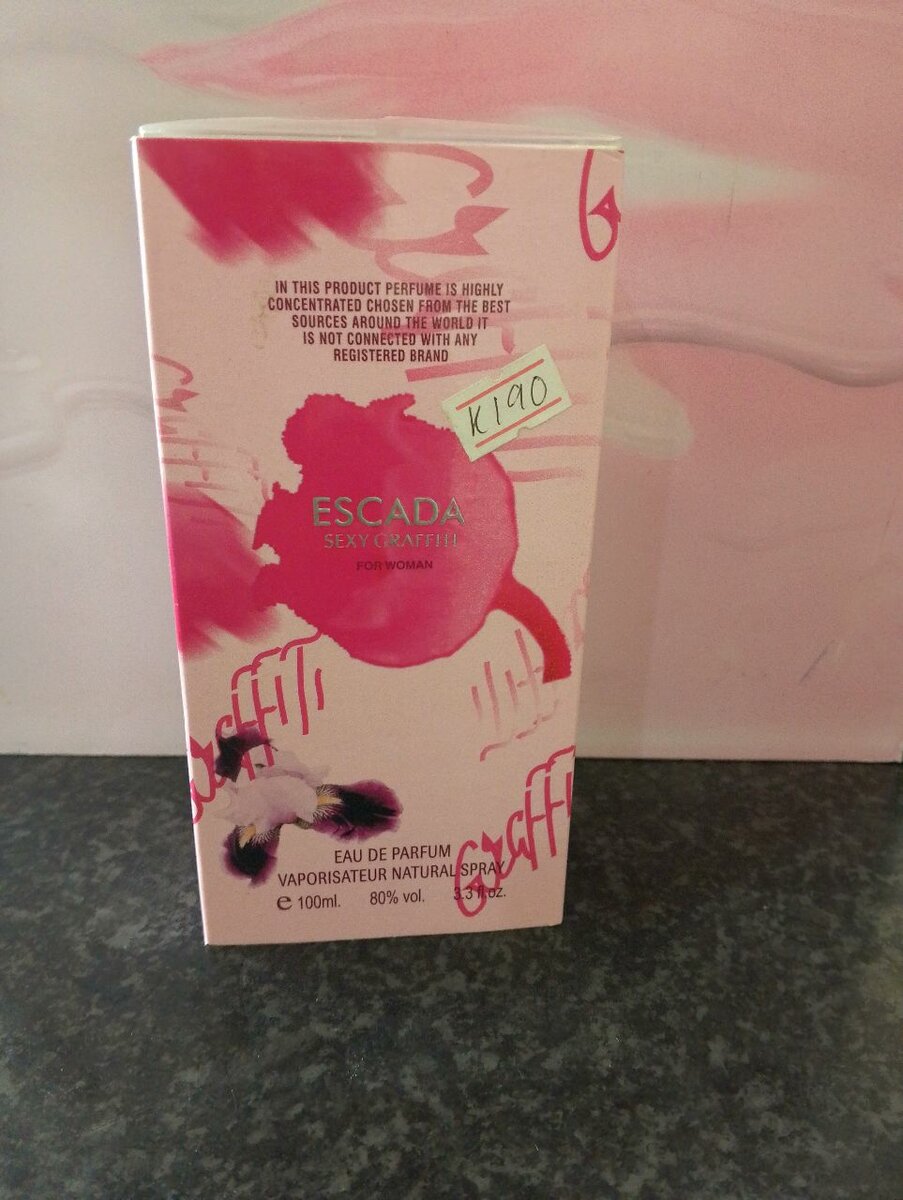 IN THIS PRODUCT PERFUME IS HIGHLY
CONCENTRATED CHOSEN FROM THE BEST
SOURCES AROUND THE WORLD IT
IS NOT CONNECTED WITH ANY
REGISTERED BRAND
K190
ESCADA
SEXY GRAFFITI
FOR WOMAN
Graffiti
EAU DE PARFUM
VAPORISATEUR NATURAL SPRAY
e 100ml. 80% vol. 3.3 fl.oz.
Graffi